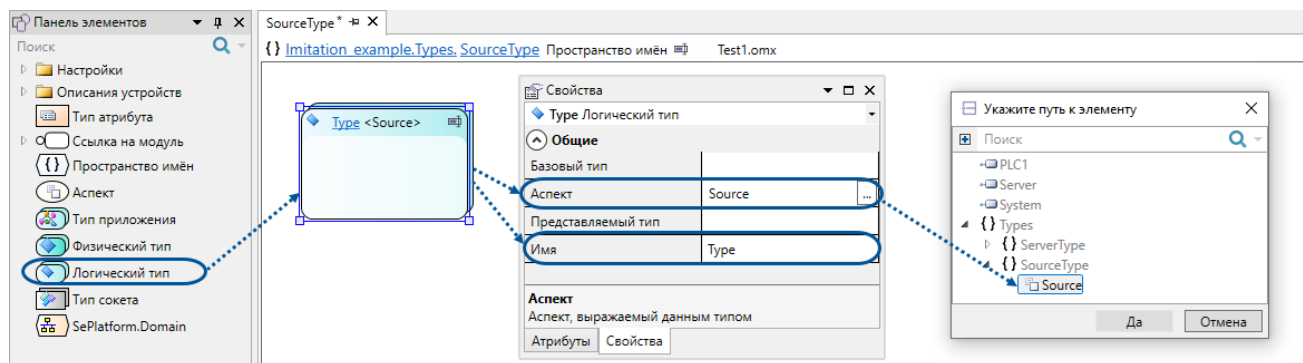 Панель элементов
Поиск
Настройки
Описания устройств
Тип атрибута
Ссылка на модуль
{ } Пространство имён
Аспект
Тип приложения
Физический тип
Логический тип
Тип сокета
SePlatform.Domain
SourceType*
{ } Imitation_example.Types. SourceType Пространство имён Test1.omx
Type <Source>
Свойства
Type Логический тип
Общие
Базовый тип
Аспект Source ...
Представляемый тип
Имя Type
Аспект
Аспект, выражаемый данным типом
Атрибуты Свойства
Укажите путь к элементу
Поиск
PLC1
Server
System
{ } Types
{ } ServerType
{ } SourceType
Source
Да Отмена